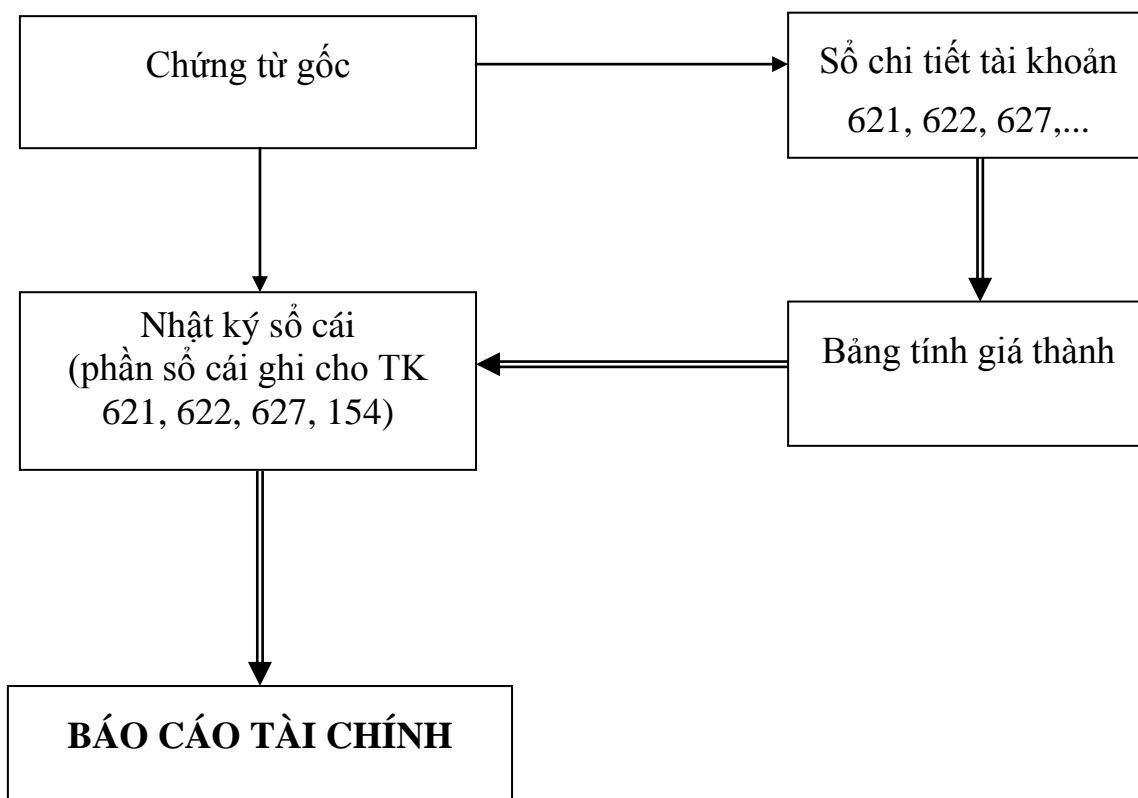 Chứng từ gốc
Sổ chi tiết tài khoản
621, 622, 627,...
Nhật ký sổ cái
(phần sổ cái ghi cho TK
621, 622, 627, 154)
Bảng tính giá thành
BÁO CÁO TÀI CHÍNH